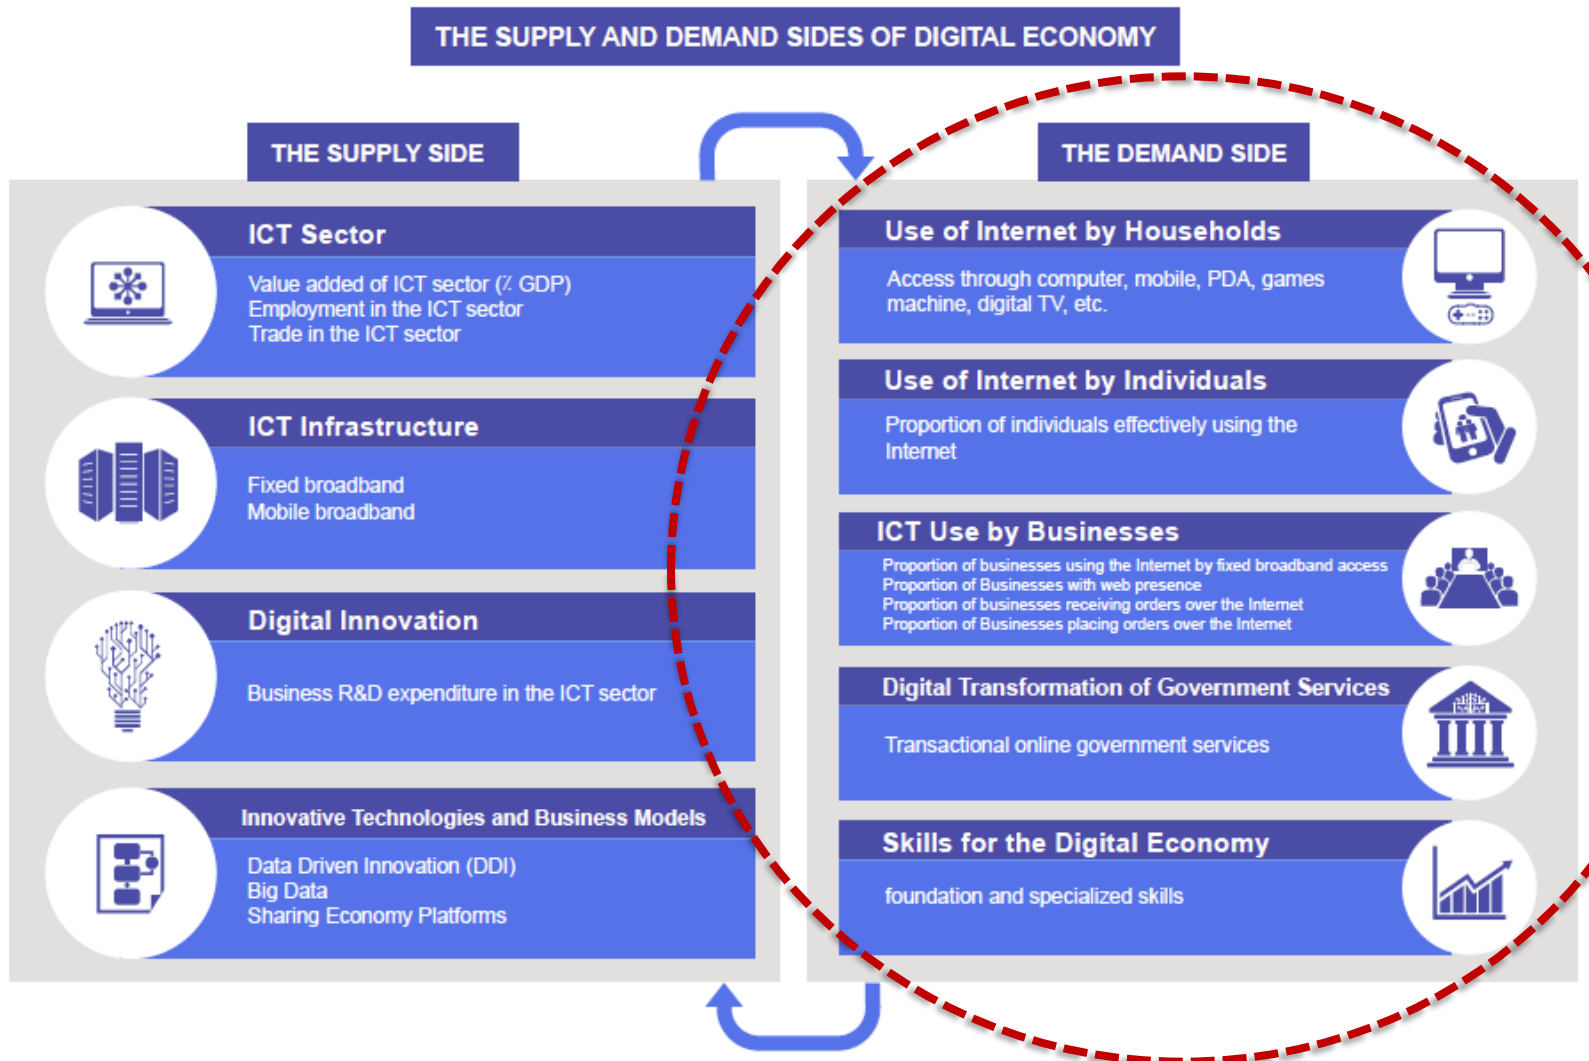 THE SUPPLY AND DEMAND SIDES OF DIGITAL ECONOMY
THE SUPPLY SIDE
ICT Sector
Value added of ICT sector (% GDP)
Employment in the ICT sector
Trade in the ICT sector
ICT Infrastructure
Fixed broadband
Mobile broadband
Digital Innovation
Business R&D expenditure in the ICT sector
Innovative Technologies and Business Models
Data Driven Innovation (DDI)
Big Data
Sharing Economy Platforms
THE DEMAND SIDE
Use of Internet by Households
Access through computer, mobile, PDA, games
machine, digital TV, etc.
Use of Internet by Individuals
Proportion of individuals effectively using the
Internet
ICT Use by Businesses
Proportion of businesses using the Internet by fixed broadband access
Proportion of Businesses with web presence
Proportion of businesses receiving orders over the Internet
Proportion of Businesses placing orders over the Internet
Digital Transformation of Government Services
Transactional online government services
Skills for the Digital Economy
foundation and specialized skills